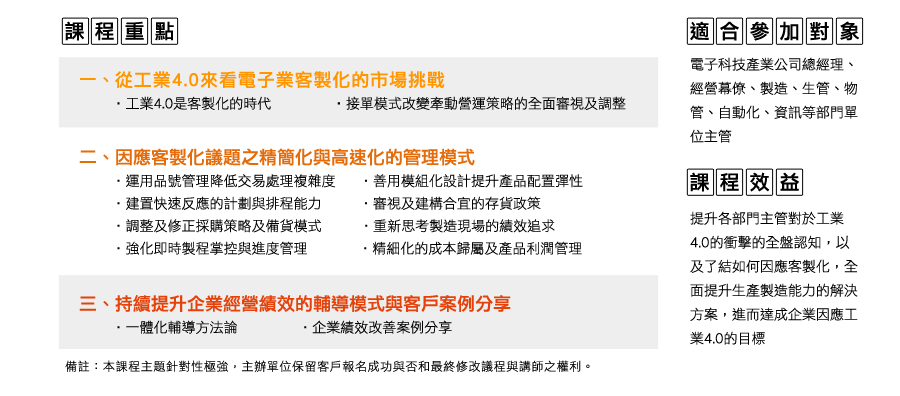 課程重點
一、從工業4.0來看電子業客製化的市場挑戰
·工業4.0是客製化的時代 ·接單模式改變牽動營運策略的全面審視及調整
二、因應客製化議題之精簡化與高速化的管理模式
·運用品號管理降低交易處理複雜度 ·善用模組化設計提升產品配置彈性
·建置快速反應的計劃與排程能力 ·審視及建構合宜的存貨政策
·調整及修正採購策略及備貨模式 ·重新思考製造現場的績效追求
·強化即時製程掌控與進度管理 ·精細化的成本歸屬及產品利潤管理
三、持續提升企業經營績效的輔導模式與客戶案例分享
·一體化輔導方法論 ·企業績效改善案例分享
備註：本課程主題針對性極強，主辦單位保留客戶報名成功與否和最終修改議程與講師之權利。
適合參加對象
電子科技產業公司總經理、
經營幕僚、製造、生管、物
管、自動化、資訊等部門單
位主管
課程效益
提升各部門主管對於工業
4.0的衝擊的全盤認知，以
及了結如何因應客製化，全
面提升生產製造能力的解決
方案，進而達成企業因應工
業4.0的目標